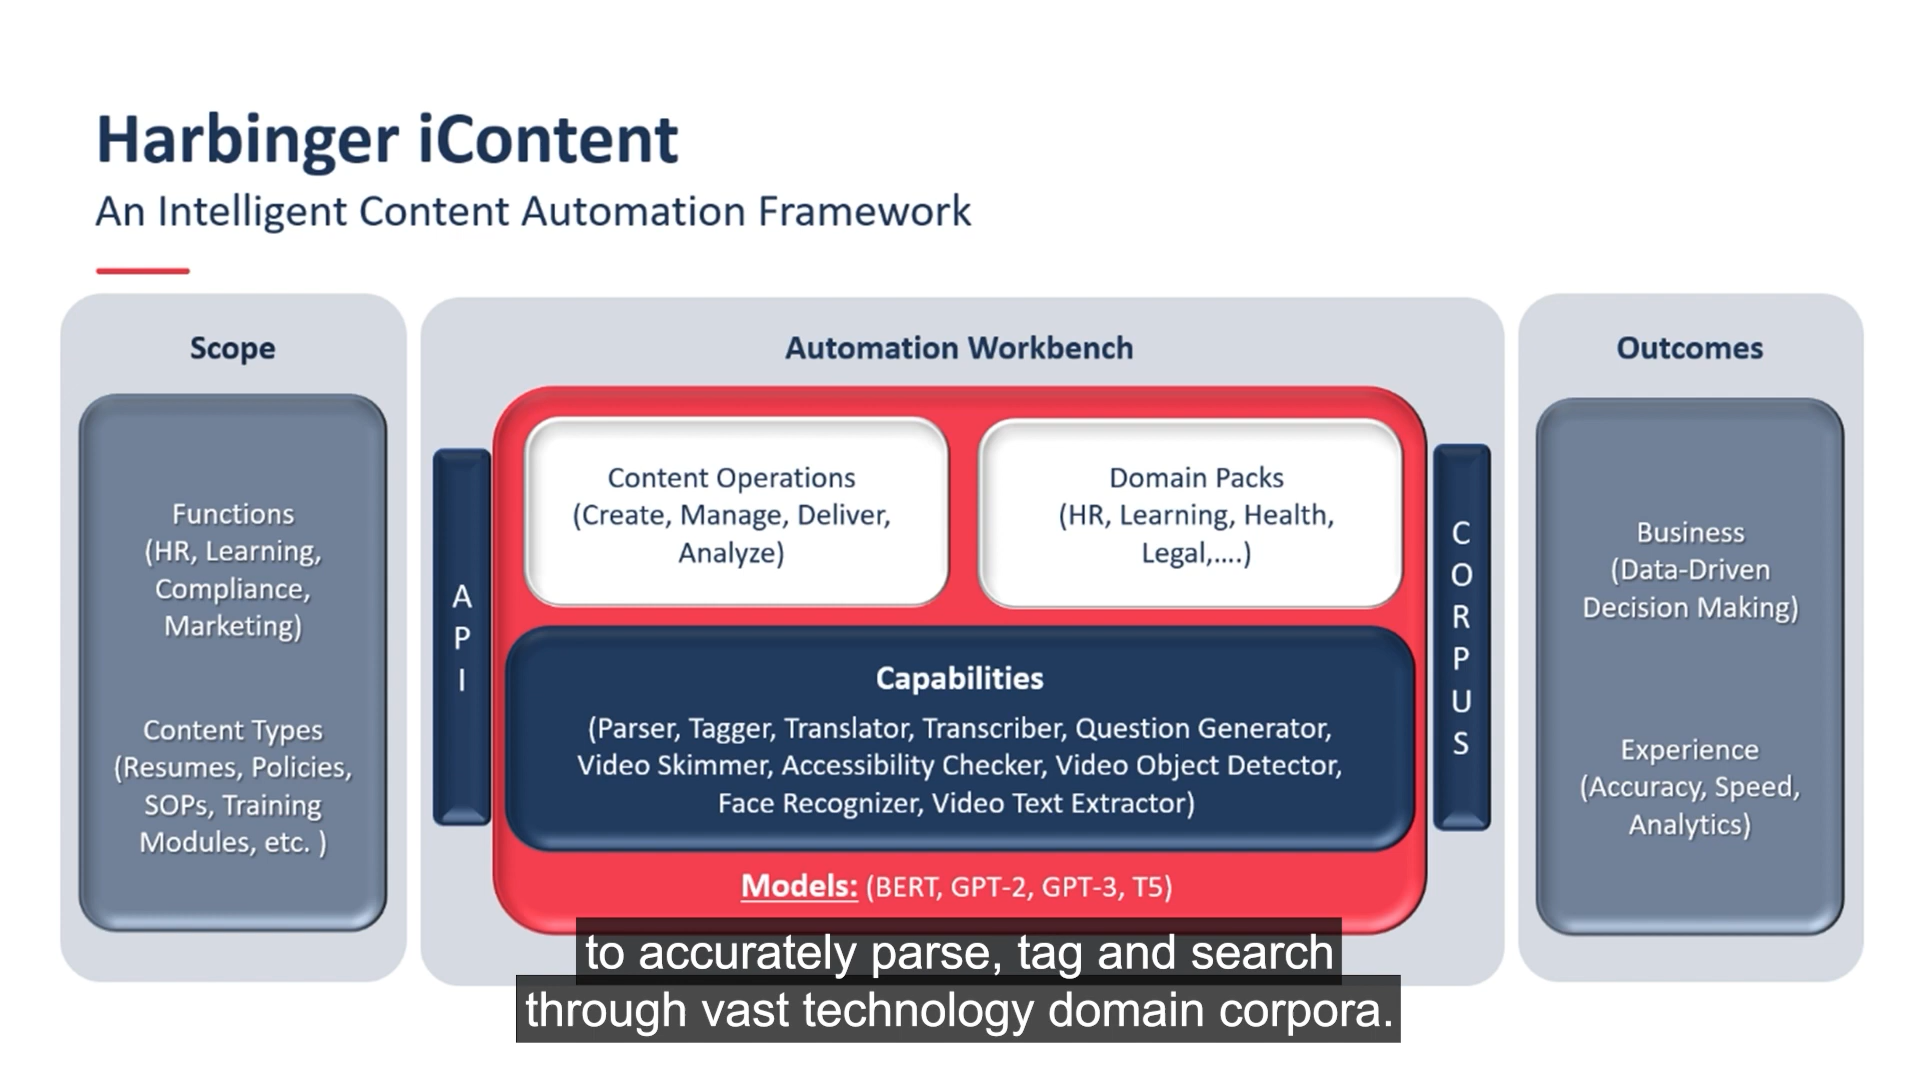 Harbinger iContent
An Intelligent Content Automation Framework
Scope
Functions
(HR, Learning,
Compliance,
Marketing)
Content Types
(Resumes, Policies,
SOPs, Training
Modules, etc. )
Automation Workbench
A
P
I
Content Operations
(Create, Manage, Deliver,
Analyze)
Domain Packs
(HR, Learning, Health,
Legal,....)
Capabilities
(Parser, Tagger, Translator, Transcriber, Question Generator,
Video Skimmer, Accessibility Checker, Video Object Detector,
Face Recognizer, Video Text Extractor)
Models: (BERT, GPT-2, GPT-3, T5)
C
O
R
P
U
S
Outcomes
Business
(Data-Driven
Decision Making)
Experience
(Accuracy, Speed,
Analytics)
to accurately parse, tag and search
through vast technology domain corpora.